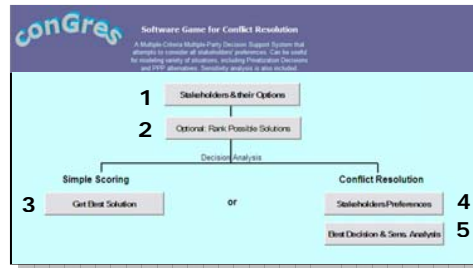 conGres
Software Game for Conflict Resolution
A Multiple-Criteria Multiple-Party Decision Support System that
attempts to consider all stakeholders' preferences. Can be useful
for modeling variety of situations, including Privatization Decisions
and PPP alternatives. Sensitivity analysis is also included.
1 Stakeholders & their Options
2 Optional: Rank Possible Solutions
Decision Analysis
Simple Scoring
Conflict Resolution
3 Get Best Solution
or
Stakeholders Preferences 4
Best Decision & Sens. Analysis 5